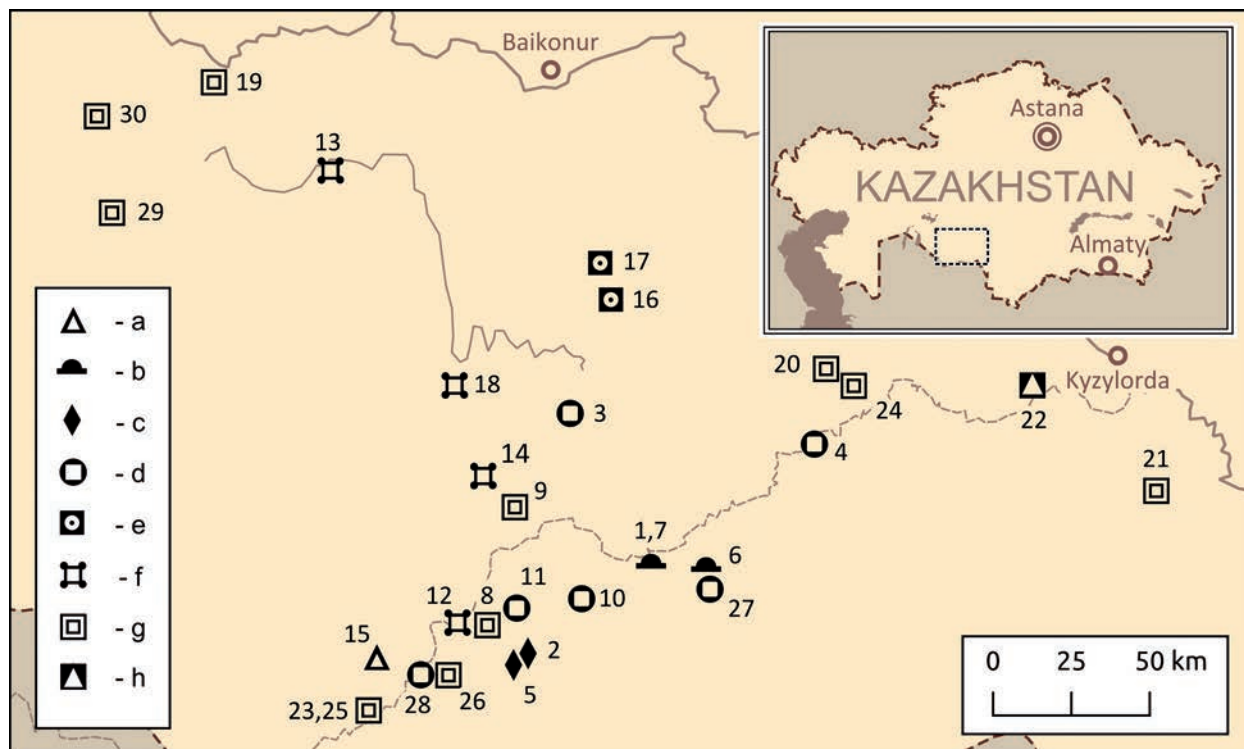 Baikonur
19
30
13
29
17
16
Astana
KAZAKHSTAN
Almaty
- a
- b
- c
- d
- e
- f
- g
- h
18
3
20
24
22
Kyzylorda
4
21
14
9
1,7
6
27
11
10
12
8
15
2
5
28
26
23,25
0 25 50 km